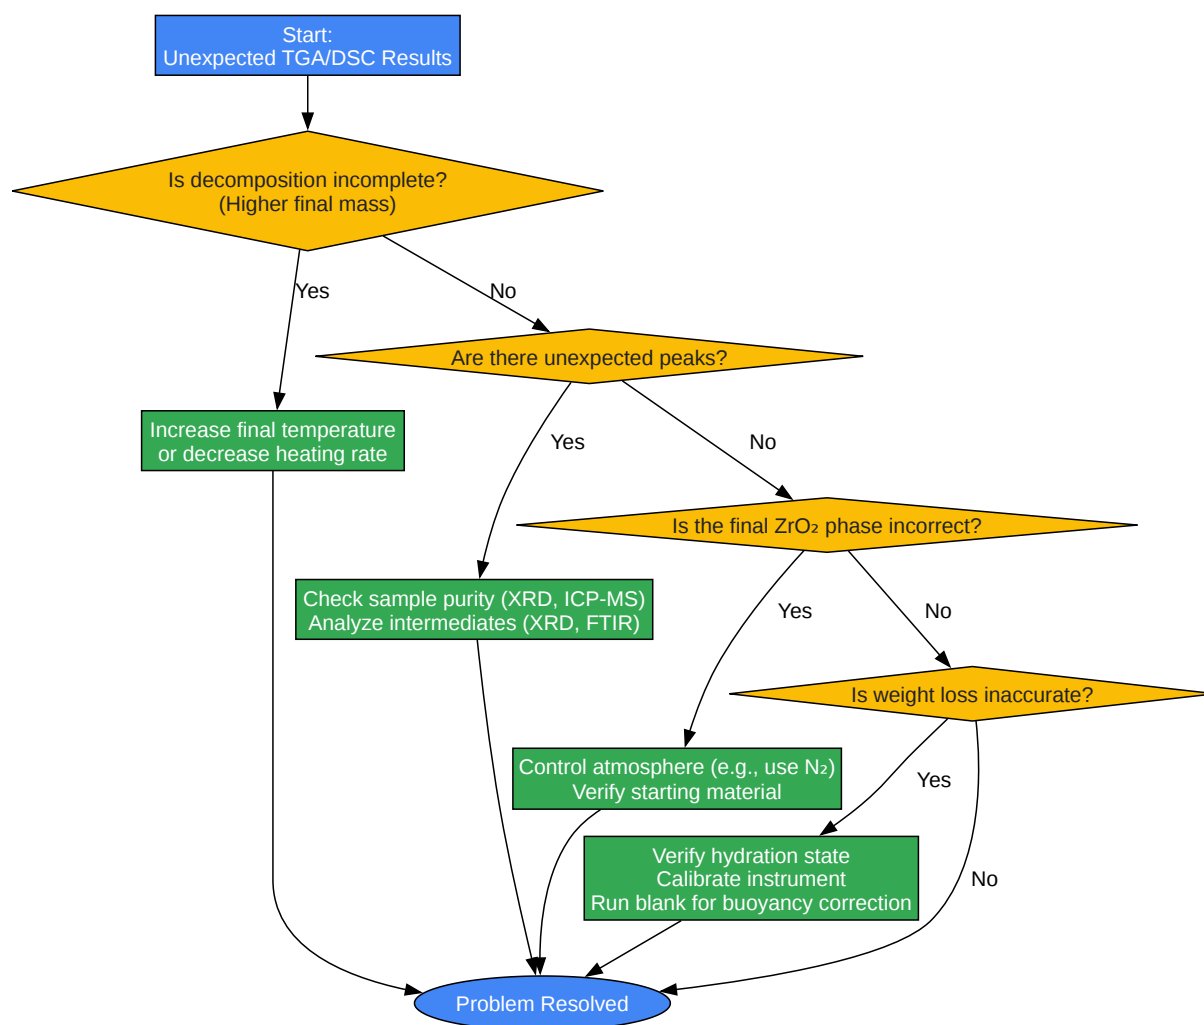 Start:
Unexpected TGA/DSC Results
Is decomposition incomplete?
(Higher final mass)
Yes
No
Are there unexpected peaks?
Increase final temperature
or decrease heating rate
Yes
No
Is the final ZrO₂ phase incorrect?
Check sample purity (XRD, ICP-MS)
Analyze intermediates (XRD, FTIR)
Yes
No
Is weight loss inaccurate?
Control atmosphere (e.g., use N₂)
Verify starting material
Yes
Verify hydration state
Calibrate instrument
Run blank for buoyancy correction
No
Problem Resolved